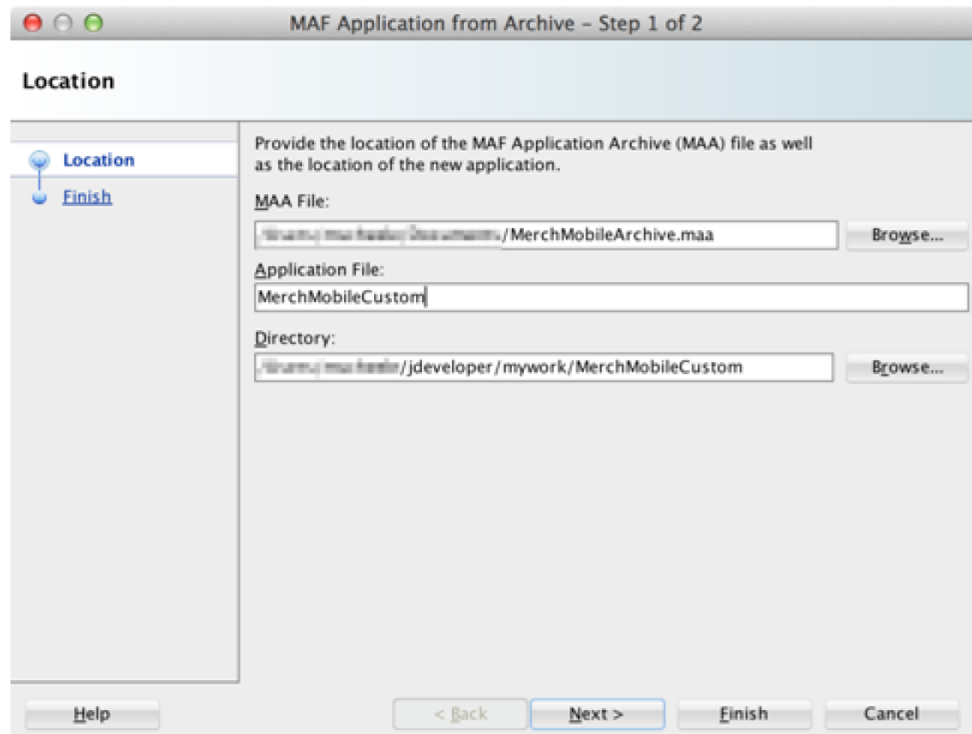 MAF Application from Archive – Step 1 of 2
Location
Location
Finish
Provide the location of the MAF Application Archive (MAA) file as well
as the location of the new application.
MAA File:
/MerchMobileArchive.maa
Browse...
Application File:
MerchMobileCustom
Directory:
/jdeveloper/mywork/MerchMobileCustom
Browse...
Help
< Back
Next >
Finish
Cancel